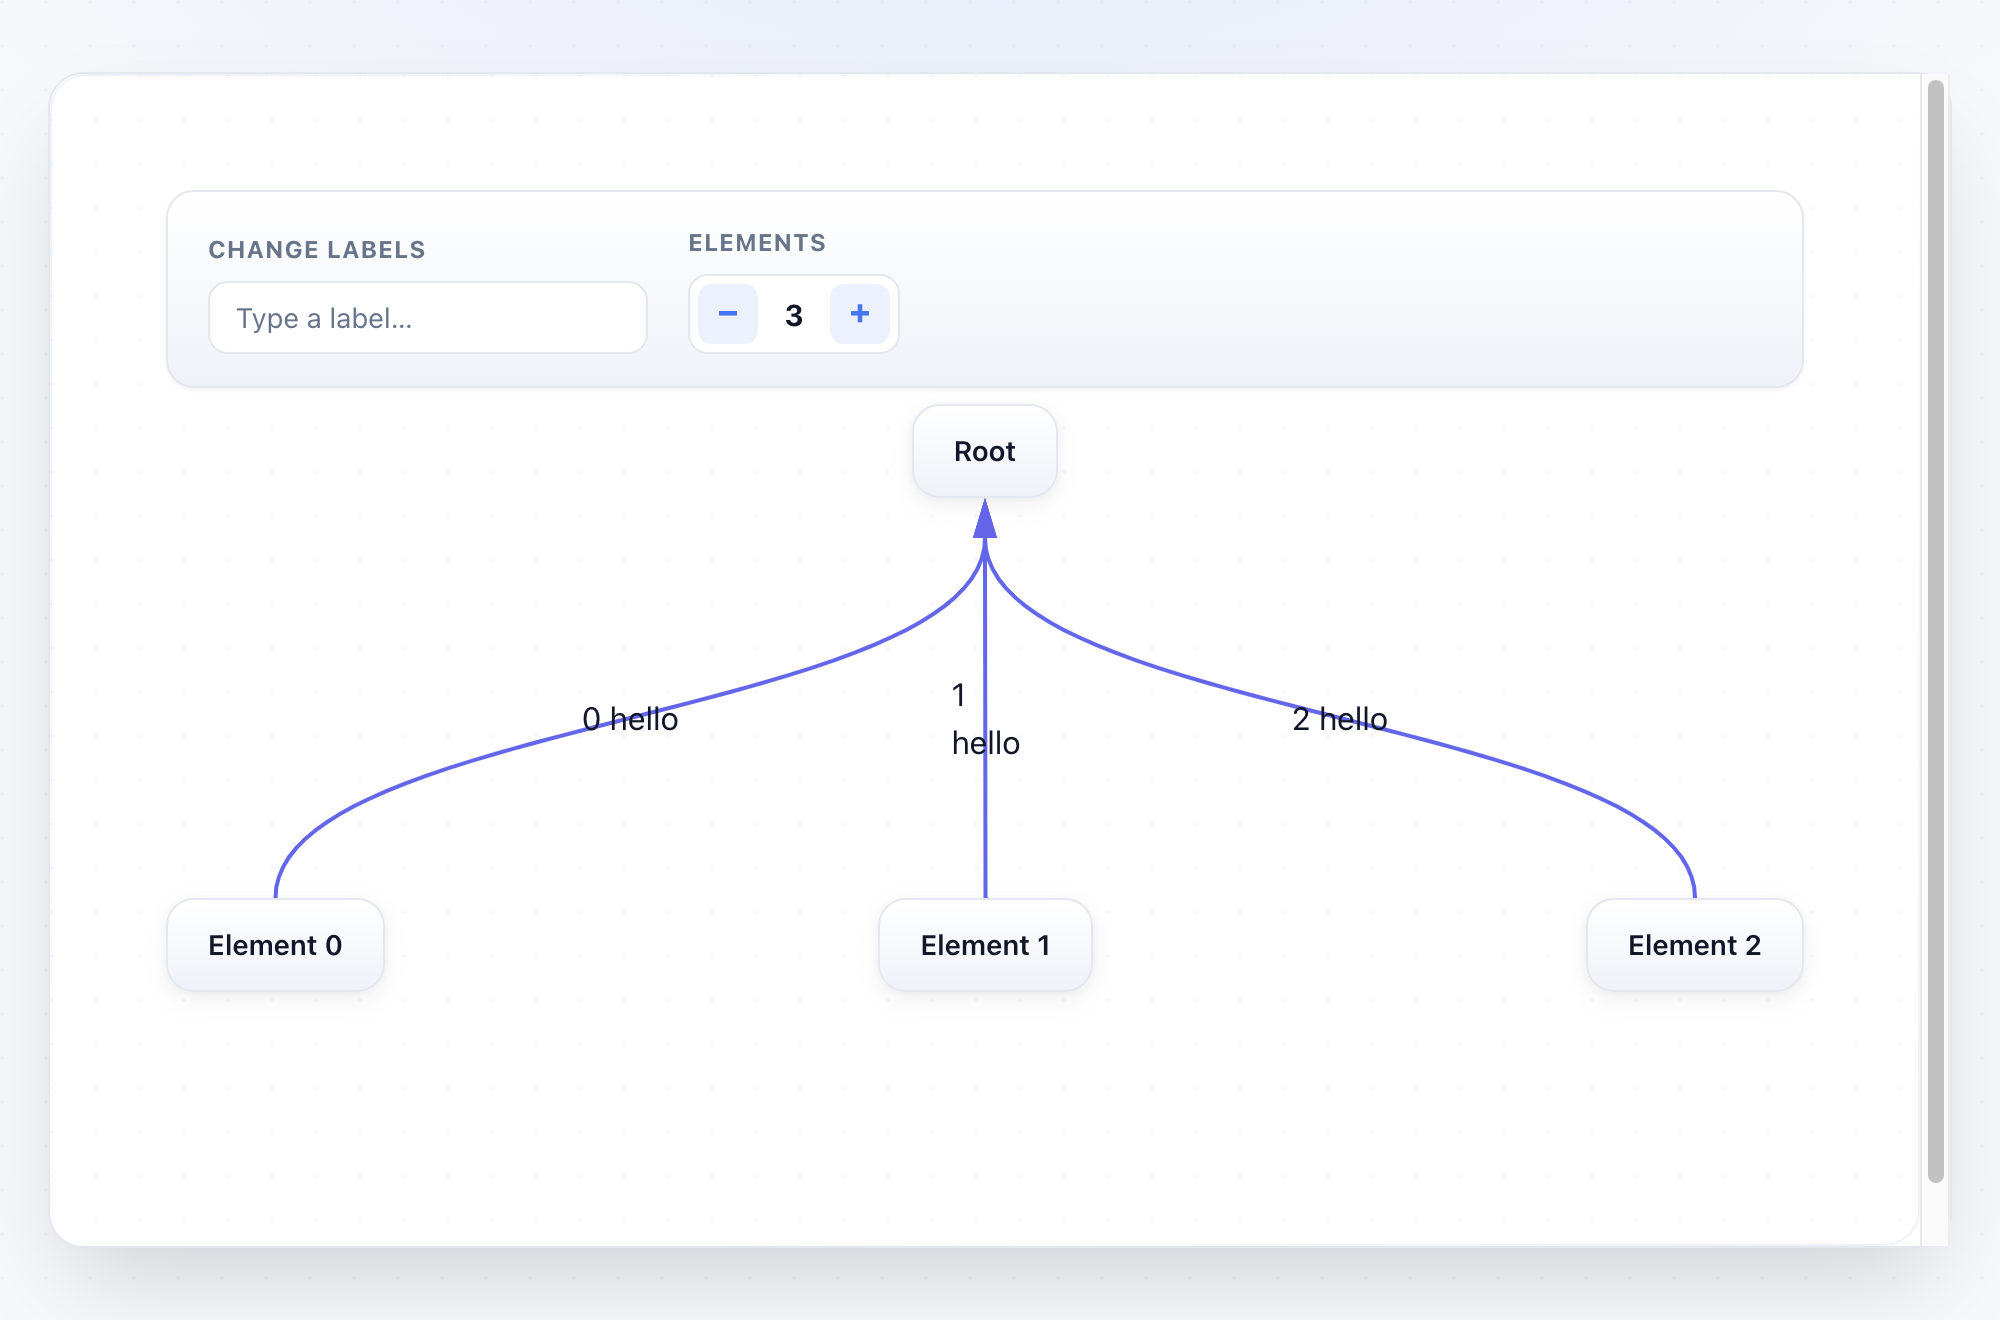 CHANGE LABELS
Type a label...
ELEMENTS
− 3 +
Root
0 hello
1
hello
2 hello
Element 0
Element 1
Element 2